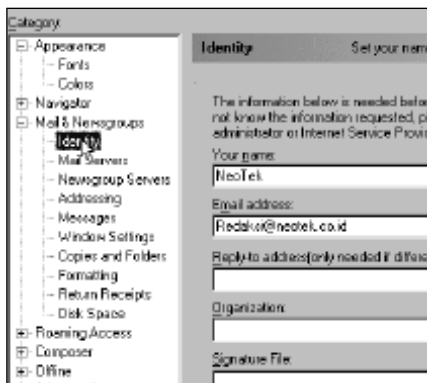 Category:
Appearance
Fonts
Colors
Navigator
Mail & Newsgroups
Identity
Mail Servers
Newsgroup Servers
Addressing
Messages
Window Settings
Copies and Folders
Formatting
Return Receipts
Disk Space
Roaming Access
Composer
Offline
Identity Set your nam
The information below is needed befo
not know the information requested, p
administrator or Internet Service Provi
Your name:
NeoTek
Email address:
Redaksi@neotek.co.id
Reply-to address(only needed if differe
Organization:
Signature File: